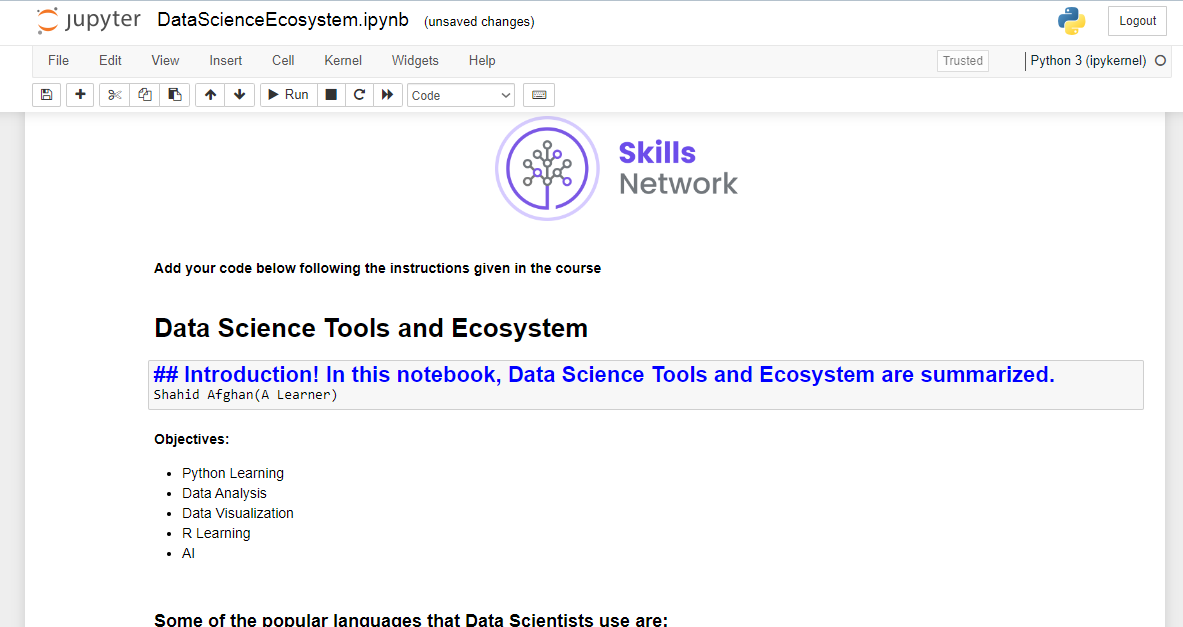 jupyter DataScienceEcosystem.ipynb (unsaved changes) Logout
File Edit View Insert Cell Kernel Widgets Help Trusted Python 3 (ipykernel)
Run Code
Skills
Network
Add your code below following the instructions given in the course
Data Science Tools and Ecosystem
## Introduction! In this notebook, Data Science Tools and Ecosystem are summarized.
Shahid Afghan(A Learner)
Objectives:
• Python Learning
• Data Analysis
• Data Visualization
• R Learning
• AI
Some of the popular languages that Data Scientists use are: